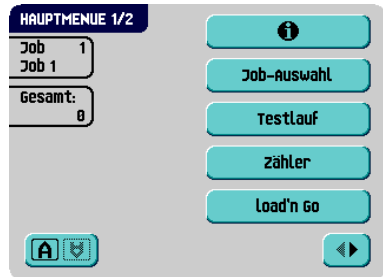 HAUPTMENUE 1/2
Job 1
Job 1
Gesamt:
0
i
Job-Auswahl
Testlauf
Zähler
Load'n Go
A